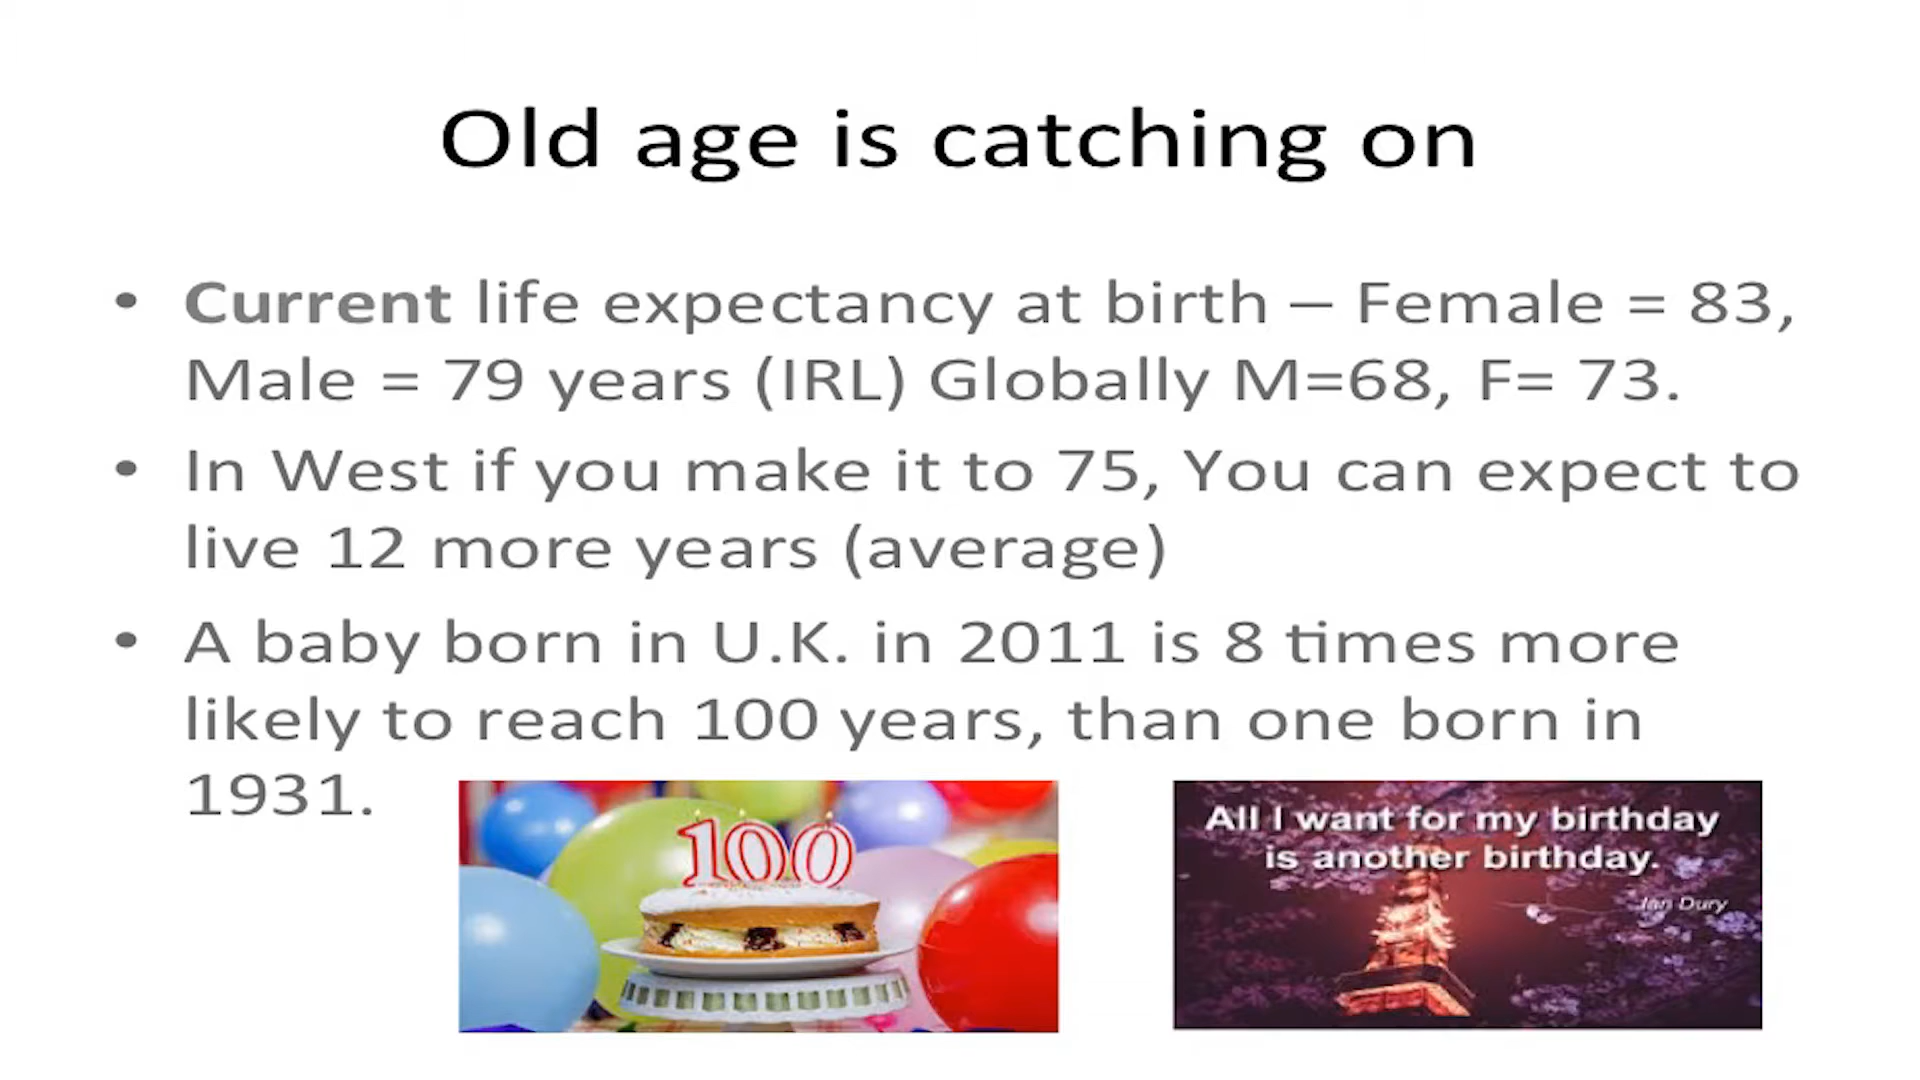 Old age is catching on
• Current life expectancy at birth – Female = 83,
Male = 79 years (IRL) Globally M=68, F= 73.
• In West if you make it to 75, You can expect to
live 12 more years (average)
• A baby born in U.K. in 2011 is 8 times more
likely to reach 100 years, than one born in
1931.
100
All I want for my birthday
is another birthday.
Ian Dury